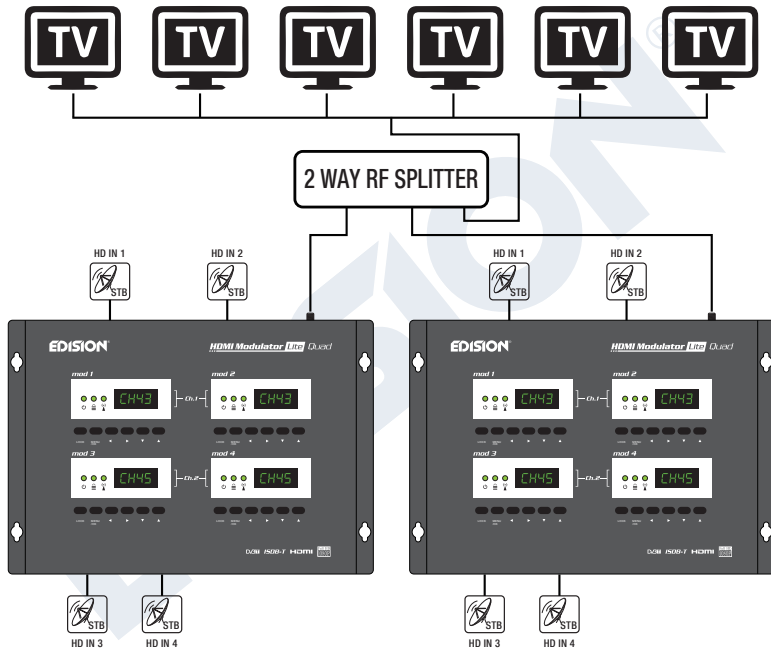 TV TV TV TV TV TV
2 WAY RF SPLITTER
HD IN 1 HD IN 2 HD IN 1 HD IN 2
STB STB STB STB
EDISION HDMI Modulator Lite Quad EDISION HDMI Modulator Lite Quad
mod 1 mod 2 mod 1 mod 2
CH43 Ch.1 CH43 CH43 Ch.1 CH43
mod 3 mod 4 mod 3 mod 4
CH45 Ch.2 CH45 CH45 Ch.2 CH45
DVB-T ISDB-T HDMI DVB-T ISDB-T HDMI
STB STB STB STB
HD IN 3 HD IN 4 HD IN 3 HD IN 4
EDISION®